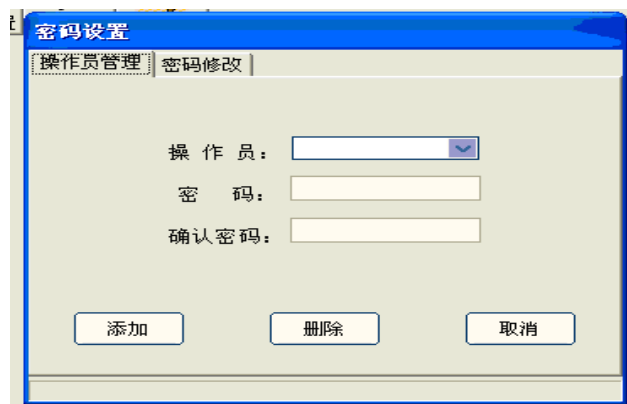 密码设置
操作员管理 密码修改
操 作 员：
密 码：
确认密码：
添加 删除 取消